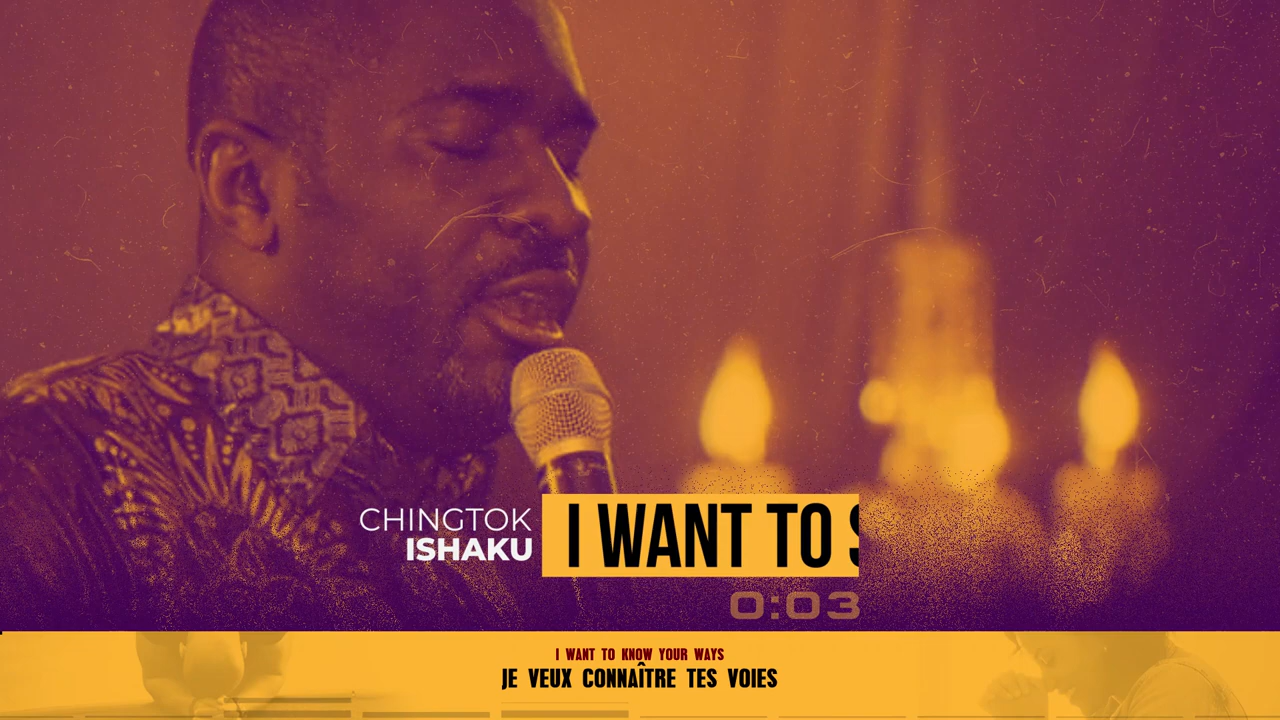 CHINGTOK
ISHAKU
I WANT TO S
0:03
I WANT TO KNOW YOUR WAYS
JE VEUX CONNAÎTRE TES VOIES